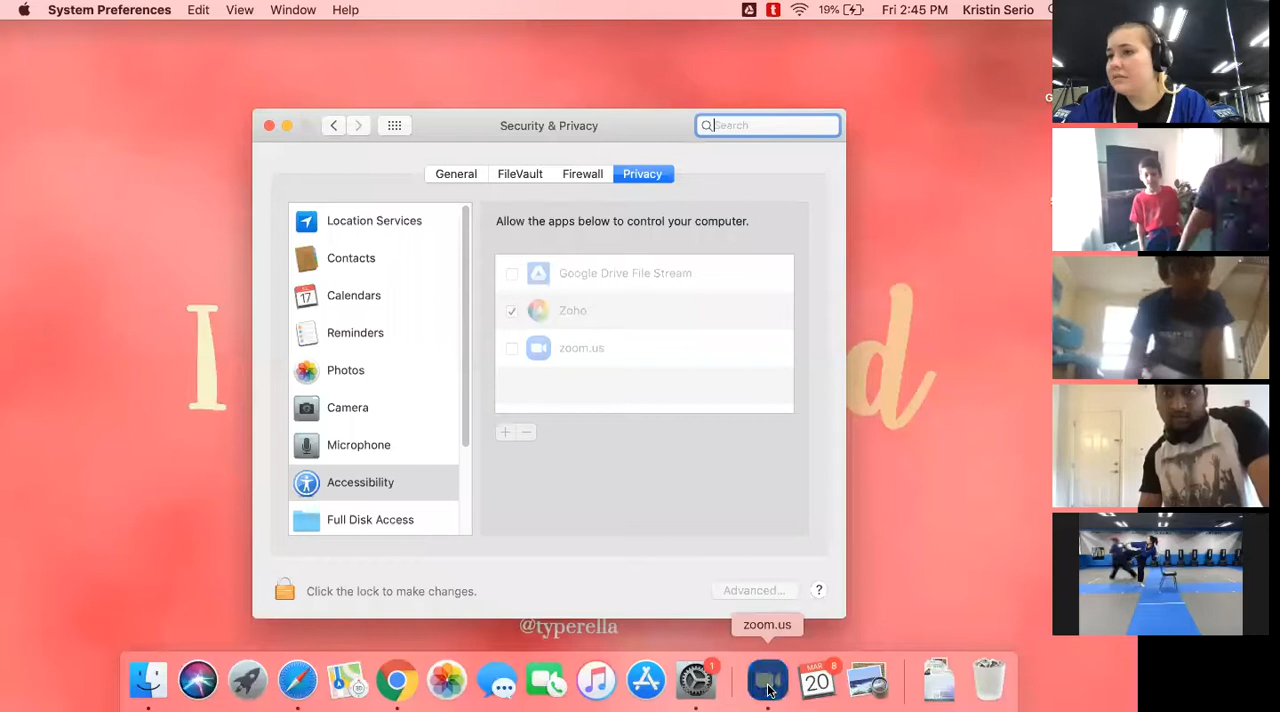 System Preferences Edit View Window Help 19% Fri 2:45 PM Kristin Serio
Security & Privacy
Search
General FileVault Firewall Privacy
Location Services
Contacts
17
Calendars
Reminders
Photos
Camera
Microphone
Accessibility
Full Disk Access
Allow the apps below to control your computer.
Google Drive File Stream
Zoho
zoom.us
+ −
Click the lock to make changes.
Advanced... ?
I d
@typerella
zoom.us
1
MAR 8
20